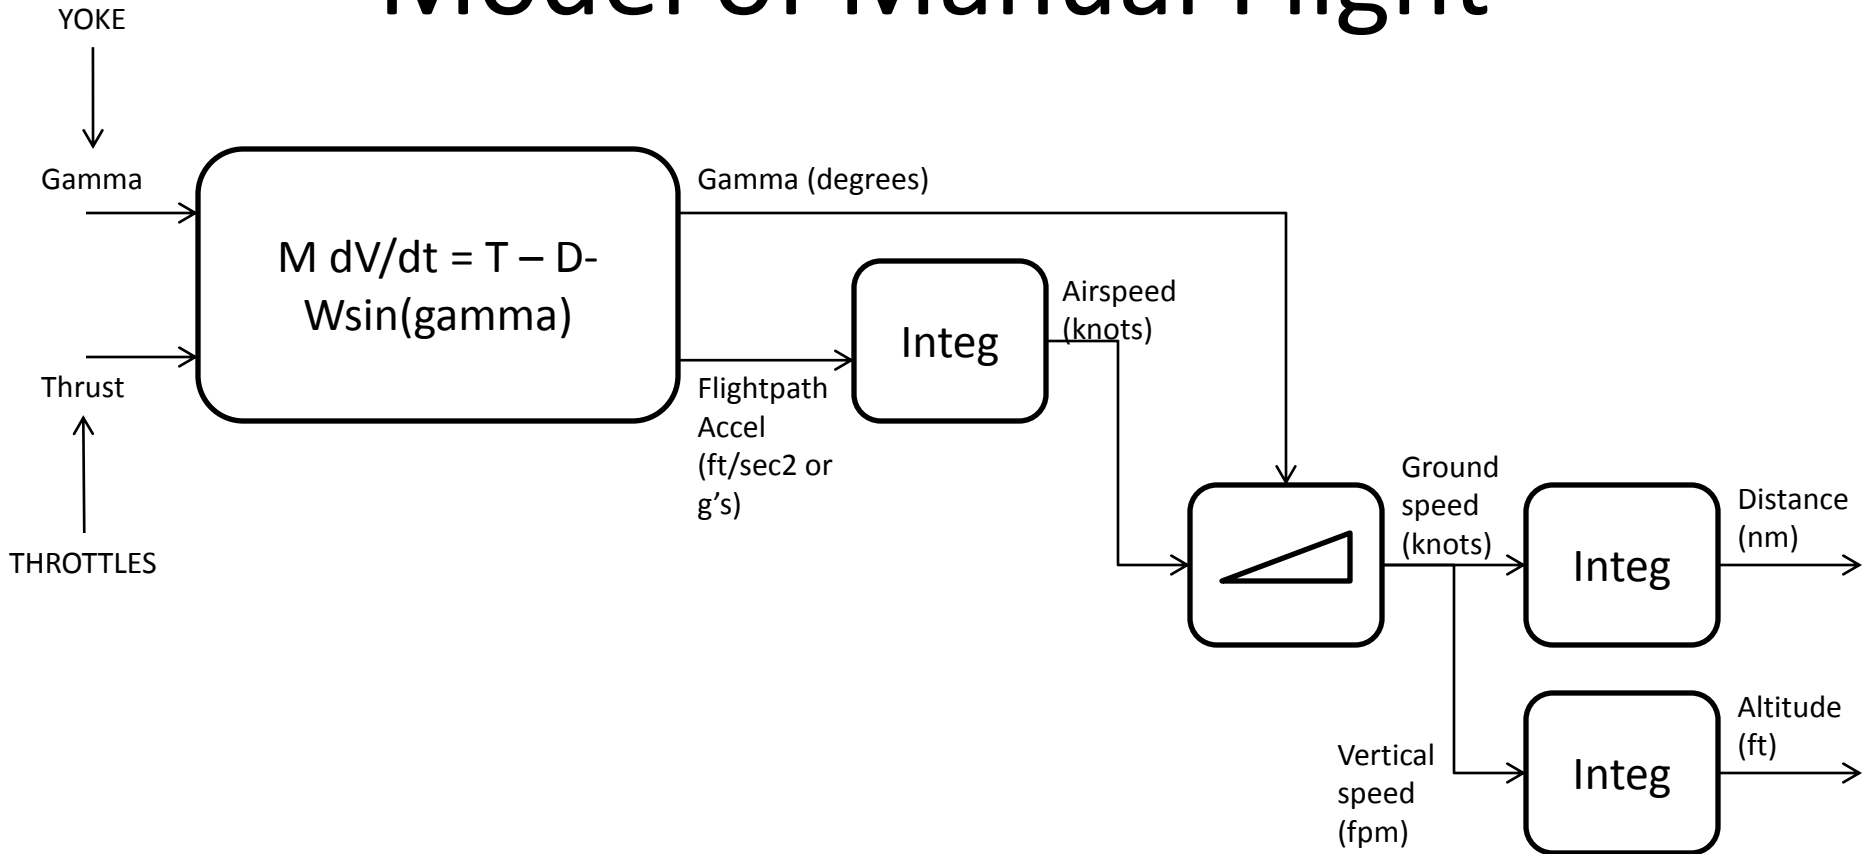 Model of Manual Flight
YOKE
Gamma
Thrust
THROTTLES
M dV/dt = T – D-
Wsin(gamma)
Gamma (degrees)
Flightpath
Accel
(ft/sec2 or
g’s)
Integ
Airspeed
(knots)
Ground
speed
(knots)
Integ
Distance
(nm)
Vertical
speed
(fpm)
Integ
Altitude
(ft)